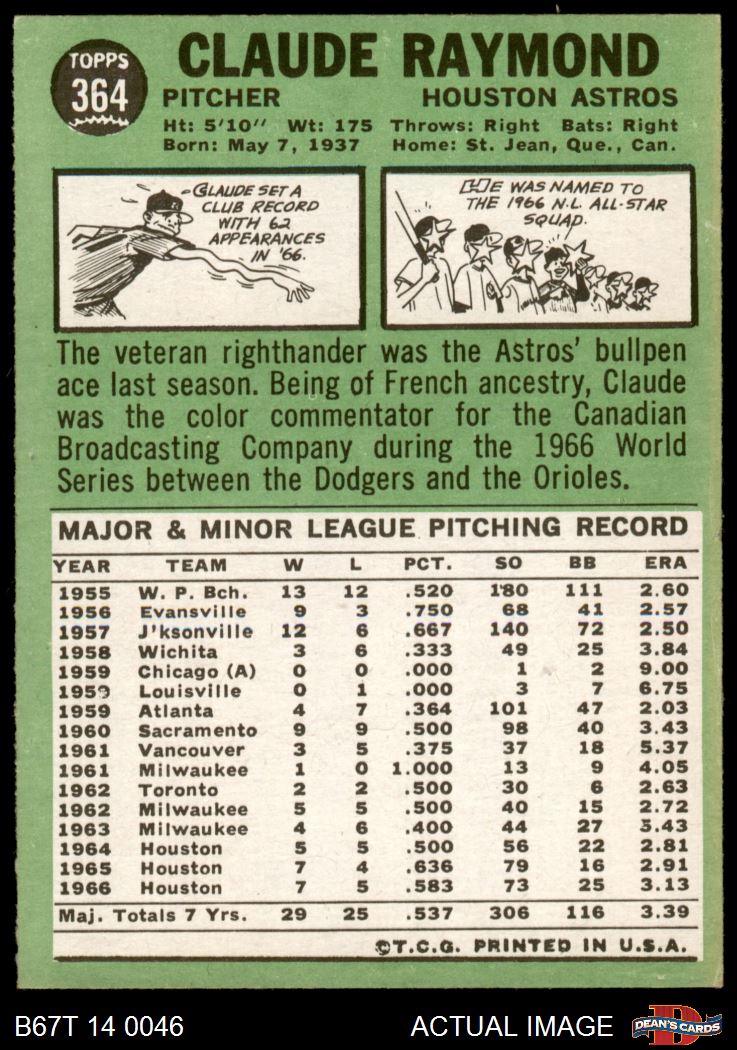 TOPPS
364
CLAUDE RAYMOND
PITCHER HOUSTON ASTROS
Ht: 5'10" Wt: 175 Throws: Right Bats: Right
Born: May 7, 1937 Home: St. Jean, Que., Can.
CLAUDE SET A
CLUB RECORD
WITH 62
APPEARANCES
IN '66.
HE WAS NAMED TO
THE 1966 N.L. ALL-STAR
SQUAD.
The veteran righthander was the Astros' bullpen
ace last season. Being of French ancestry, Claude
was the color commentator for the Canadian
Broadcasting Company during the 1966 World
Series between the Dodgers and the Orioles.
MAJOR & MINOR LEAGUE PITCHING RECORD
YEAR TEAM W L PCT. SO BB ERA
1955 W. P. Bch. 13 12 .520 180 111 2.60
1956 Evansville 9 3 .750 68 41 2.57
1957 J'ksonville 12 6 .667 140 72 2.50
1958 Wichita 3 6 .333 49 25 3.84
1959 Chicago (A) 0 0 .000 1 2 9.00
1959 Louisville 0 1 .000 3 7 6.75
1959 Atlanta 4 7 .364 101 47 2.03
1960 Sacramento 9 9 .500 98 40 3.43
1961 Vancouver 3 5 .375 37 18 5.37
1961 Milwaukee 1 0 1.000 13 9 4.05
1962 Toronto 2 2 .500 30 6 2.63
1962 Milwaukee 5 5 .500 40 15 2.72
1963 Milwaukee 4 6 .400 44 27 5.43
1964 Houston 5 5 .500 56 22 2.81
1965 Houston 7 4 .636 79 16 2.91
1966 Houston 7 5 .583 73 25 3.13
Maj. Totals 7 Yrs. 29 25 .537 306 116 3.39
©T.C.G. PRINTED IN U.S.A.
B67T 14 0046 ACTUAL IMAGE DEAN'S CARDS